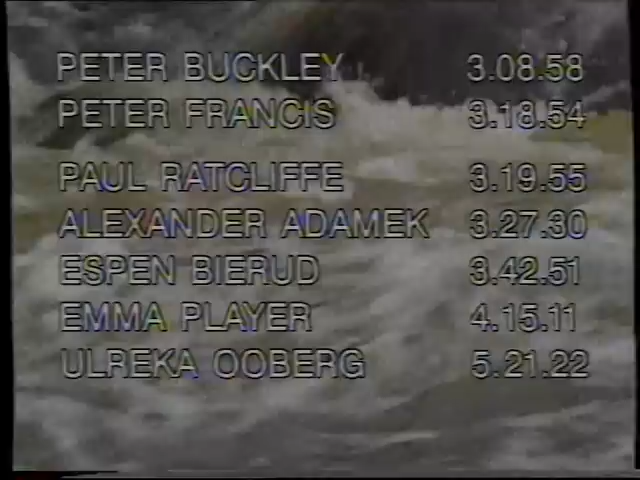 PETER BUCKLEY 3.08.58
PETER FRANCIS 3.18.54
PAUL RATCLIFFE 3.19.55
ALEXANDER ADAMEK 3.27.30
ESPEN BIERUD 3.42.51
EMMA PLAYER 4.15.11
ULREKA OOBERG 5.21.22